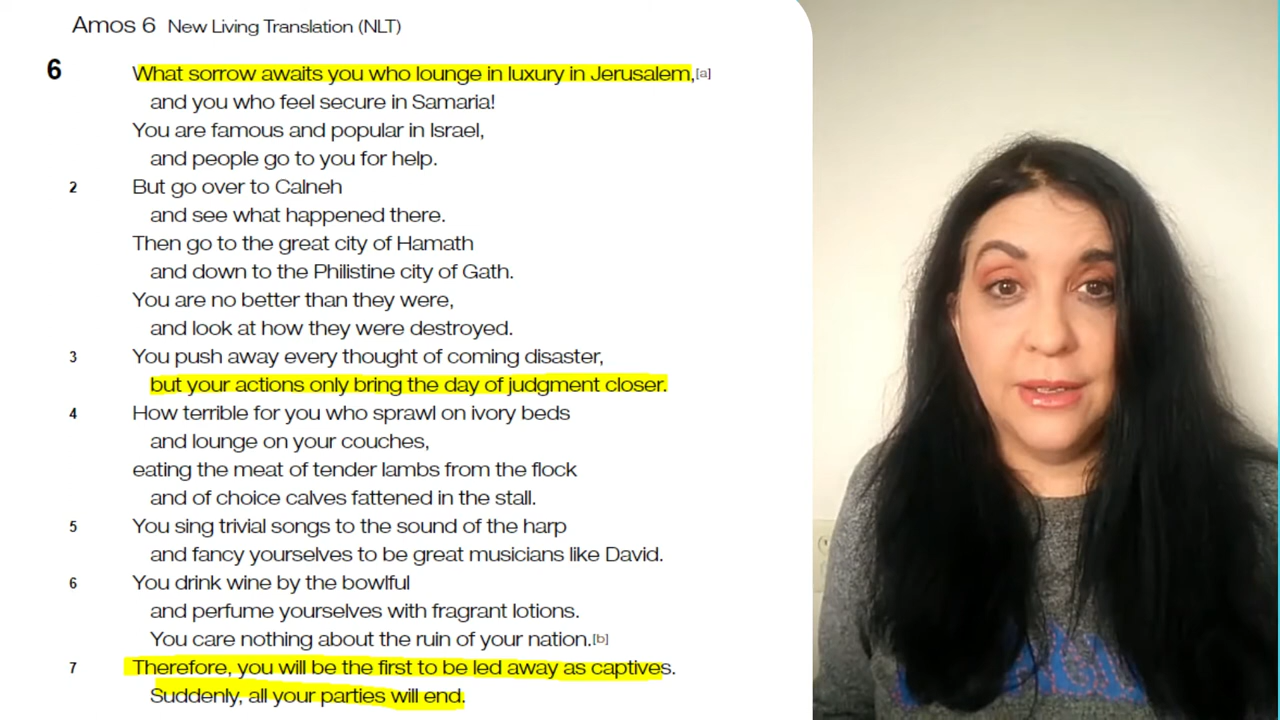 Amos 6 New Living Translation (NLT)
6 What sorrow awaits you who lounge in luxury in Jerusalem,[a]
and you who feel secure in Samaria!
You are famous and popular in Israel,
and people go to you for help.
2 But go over to Calneh
and see what happened there.
Then go to the great city of Hamath
and down to the Philistine city of Gath.
You are no better than they were,
and look at how they were destroyed.
3 You push away every thought of coming disaster,
but your actions only bring the day of judgment closer.
4 How terrible for you who sprawl on ivory beds
and lounge on your couches,
eating the meat of tender lambs from the flock
and of choice calves fattened in the stall.
5 You sing trivial songs to the sound of the harp
and fancy yourselves to be great musicians like David.
6 You drink wine by the bowlful
and perfume yourselves with fragrant lotions.
You care nothing about the ruin of your nation.[b]
7 Therefore, you will be the first to be led away as captives.
Suddenly, all your parties will end.